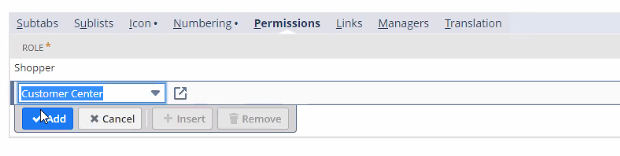 Subtabs Sublists Icon • Numbering • Permissions Links Managers Translation
ROLE *
Shopper
Customer Center
Add Cancel Insert Remove